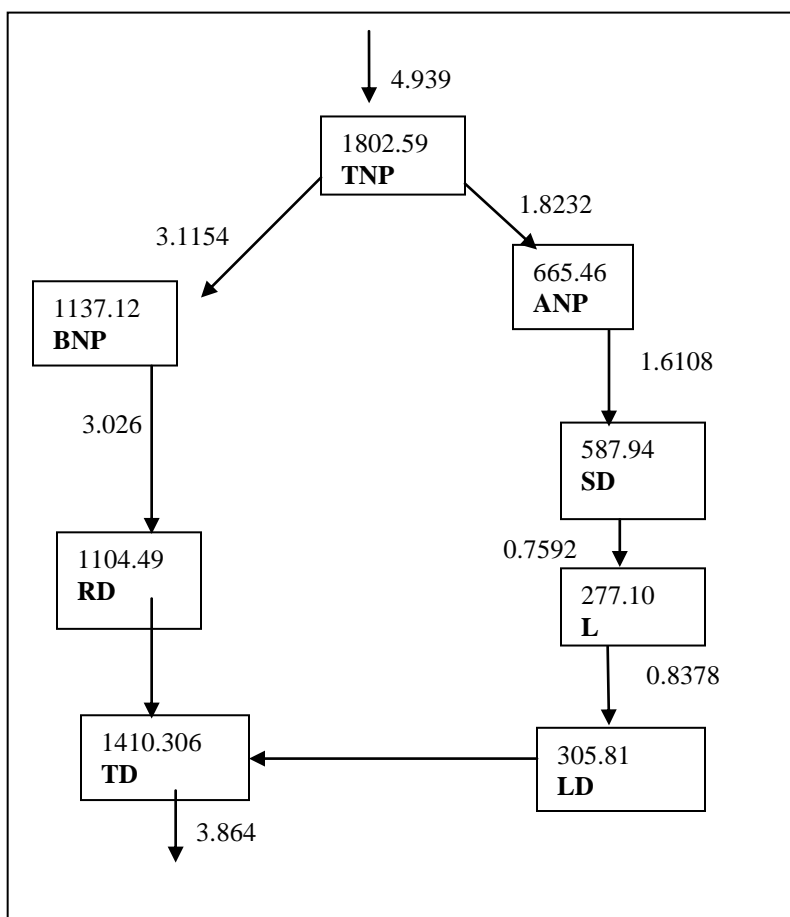 4.939
1802.59
TNP
3.1154
1.8232
1137.12
BNP
665.46
ANP
3.026
1.6108
587.94
SD
0.7592
1104.49
RD
277.10
L
0.8378
1410.306
TD
305.81
LD
3.864